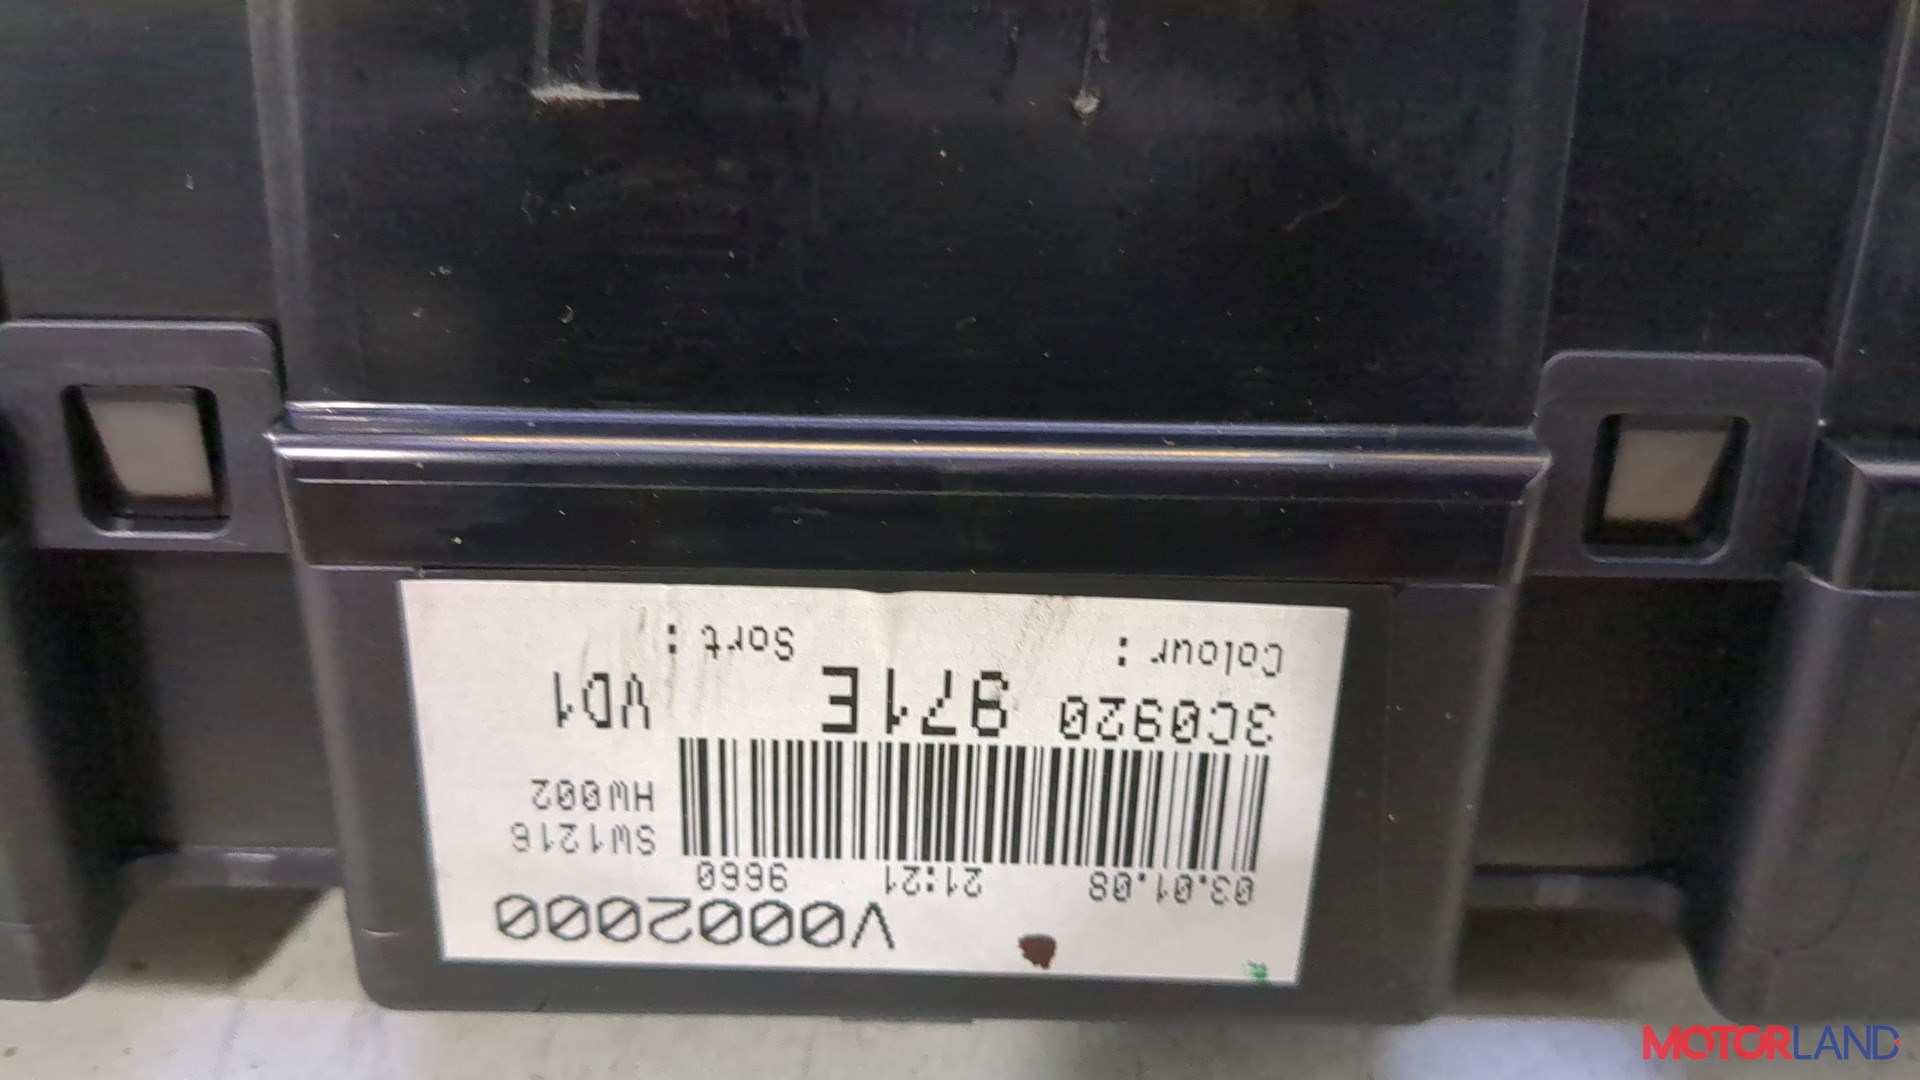 V0002000
03.01.08 21:21 9660
SW1216
HW002
3C0920 971E VD1
Colour : Sort :
MOTORLAND